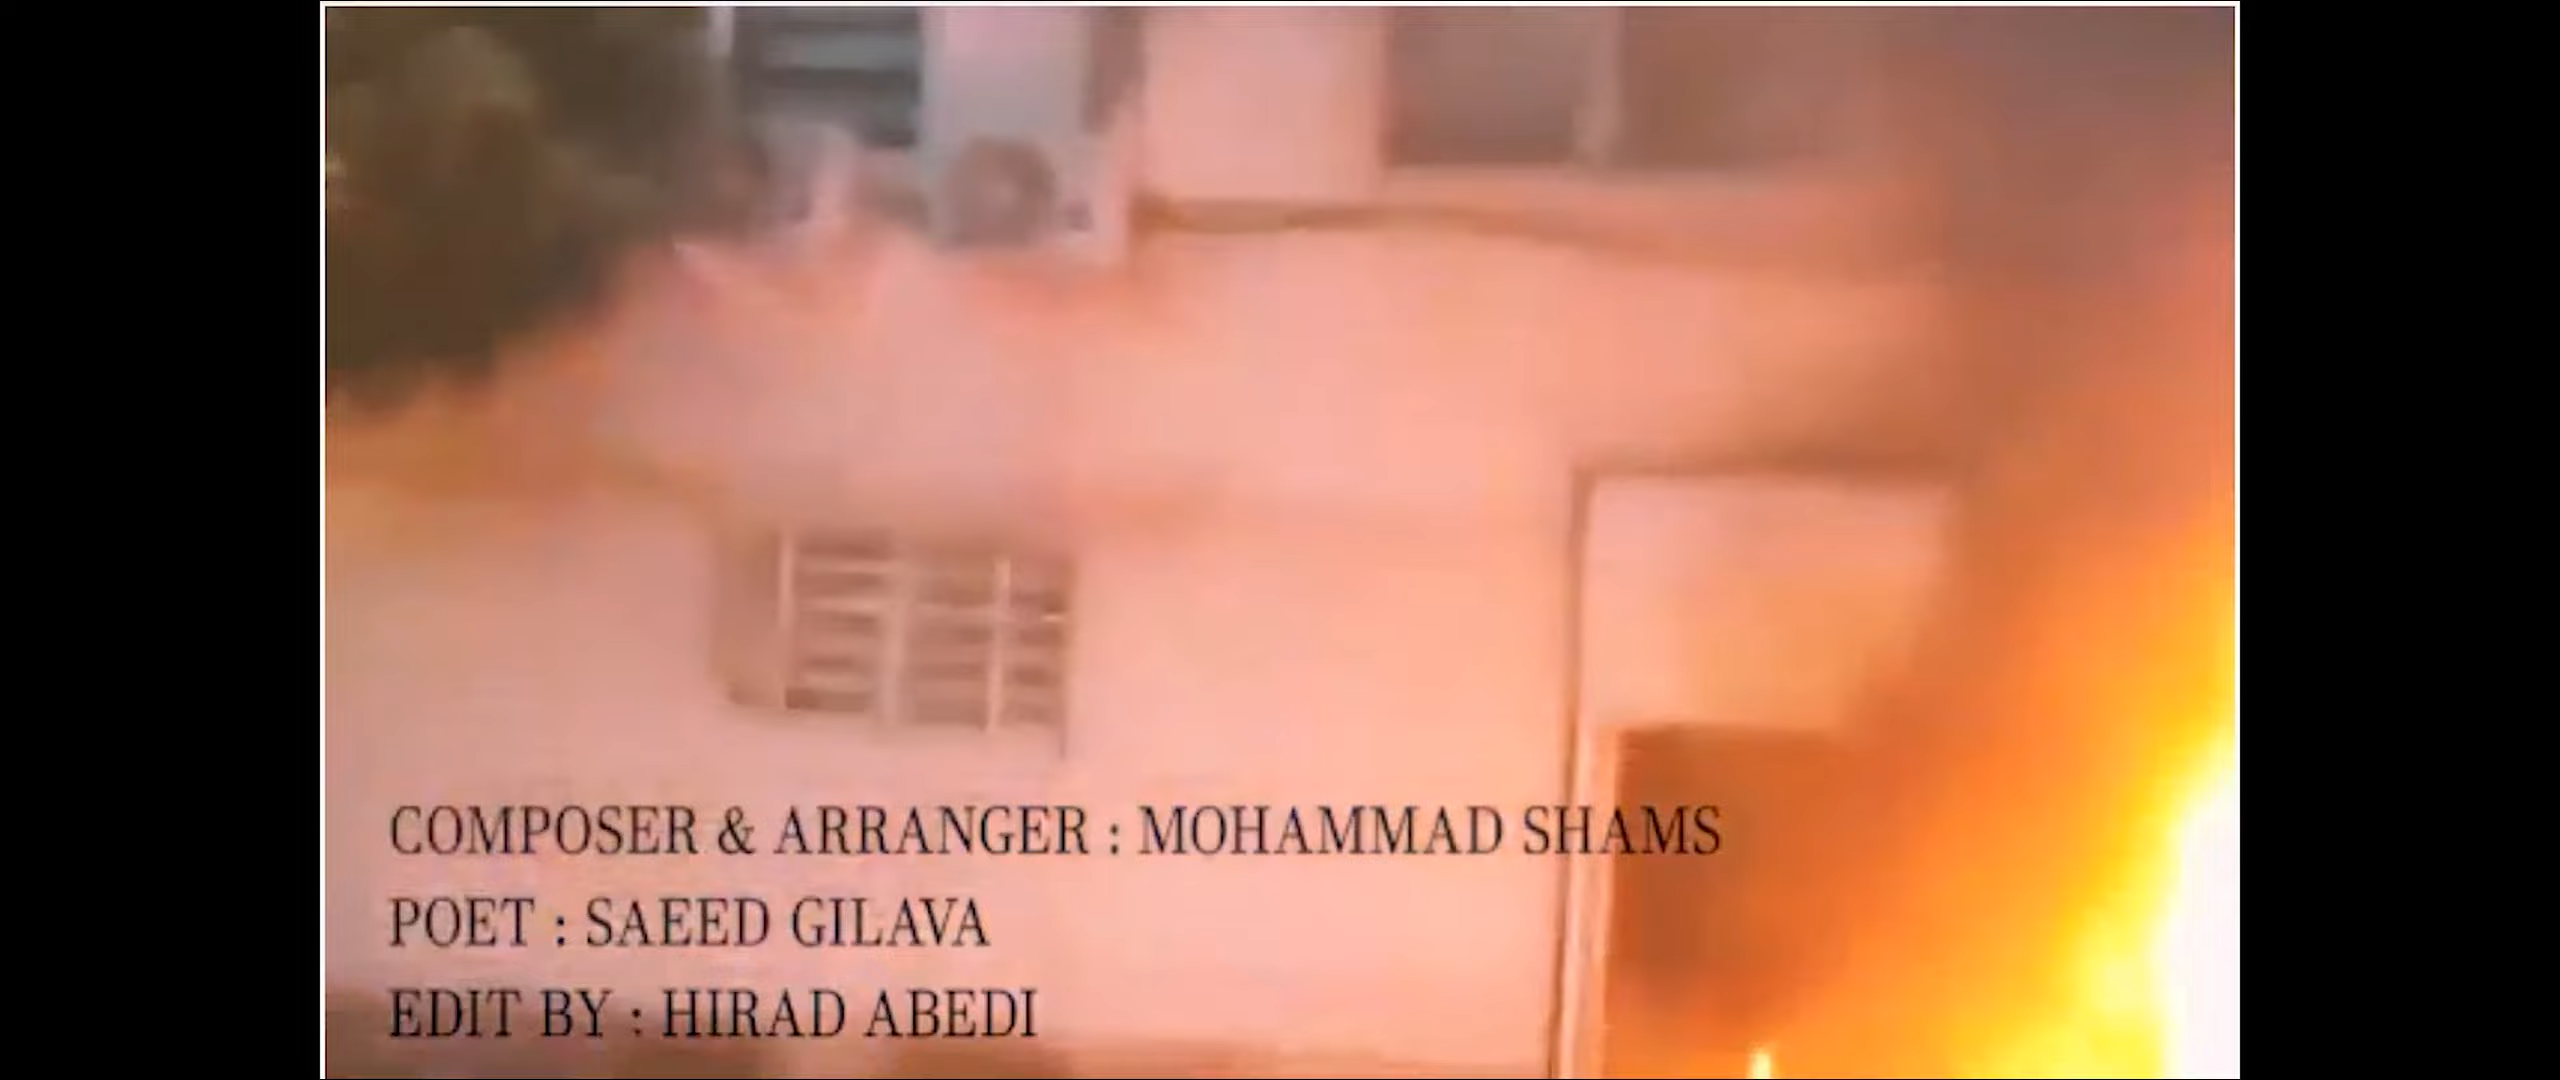 COMPOSER & ARRANGER : MOHAMMAD SHAMS
POET : SAEED GILAVA
EDIT BY : HIRAD ABEDI